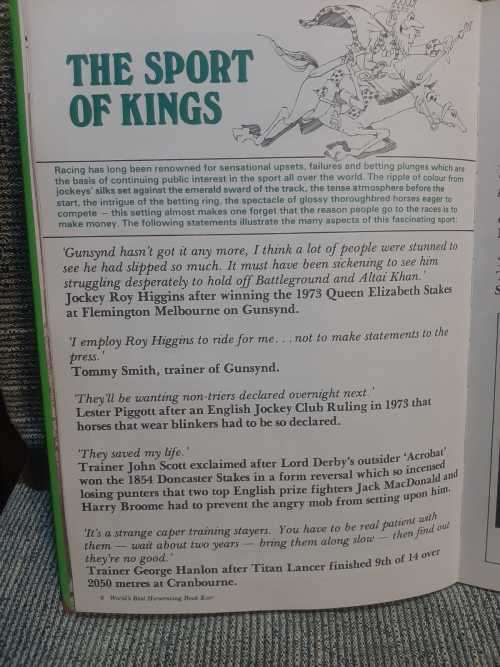 THE SPORT
OF KINGS
Racing has long been renowned for sensational upsets, failures and betting plunges which are
the basis of continuing public interest in the sport all over the world. The ripple of colour from
jockeys' silks set against the emerald sward of the track, the tense atmosphere before the
start, the intrigue of the betting ring, the spectacle of glossy thoroughbred horses eager to
compete — this setting almost makes one forget that the reason people go to the races is to
make money. The following statements illustrate the many aspects of this fascinating sport:
'Gunsynd hasn't got it any more, I think a lot of people were stunned to
see he had slipped so much. It must have been sickening to see him
struggling desperately to hold off Battleground and Altai Khan.'
Jockey Roy Higgins after winning the 1973 Queen Elizabeth Stakes
at Flemington Melbourne on Gunsynd.
'I employ Roy Higgins to ride for me. . . not to make statements to the
press.'
Tommy Smith, trainer of Gunsynd.
'They'll be wanting non-triers declared overnight next.'
Lester Piggott after an English Jockey Club Ruling in 1973 that
horses that wear blinkers had to be so declared.
'They saved my life.'
Trainer John Scott exclaimed after Lord Derby's outsider 'Acrobat'
won the 1854 Doncaster Stakes in a form reversal which so incensed
losing punters that two top English prize fighters Jack MacDonald and
Harry Broome had to prevent the angry mob from setting upon him.
'It's a strange caper training stayers. You have to be real patient with
them — wait about two years — bring them along slow — then find out
they're no good.'
Trainer George Hanlon after Titan Lancer finished 9th of 14 over
2050 metres at Cranbourne.
World's Best Horseracing Book Ever